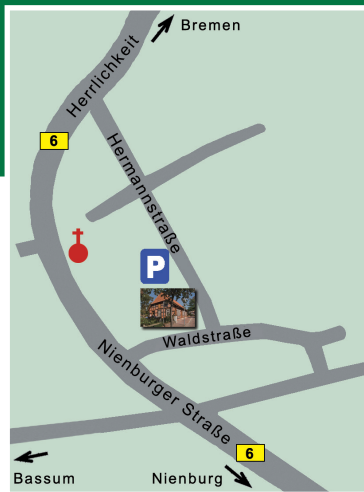 Bremen
Herrlichkeit
6
Hermannstraße
P
Waldstraße
Nienburger Straße
6
Bassum
Nienburg